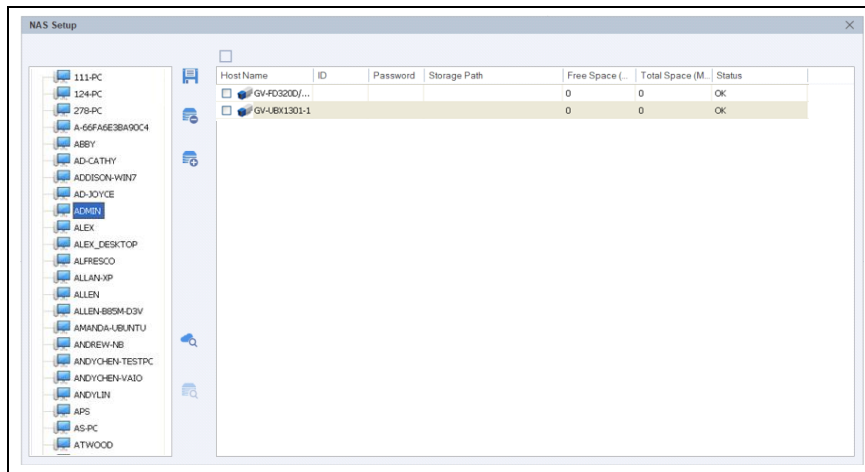 NAS Setup
111-PC
124-PC
278-PC
A-66FA6E3BA90C4
ABBY
AD-CATHY
ADDISON-WIN7
AD-JOYCE
ADMIN
ALEX
ALEX_DESKTOP
ALFRESCO
ALLAN-XP
ALLEN
ALLEN-B85M-D3V
AMANDA-UBUNTU
ANDREW-NB
ANDYCHEN-TESTPC
ANDYCHEN-VAIO
ANDYLIN
APS
AS-PC
ATWOOD
Host Name ID Password Storage Path Free Space (... Total Space (M... Status
GV-FD320D/... 0 0 OK
GV-UBX1301-1 0 0 OK